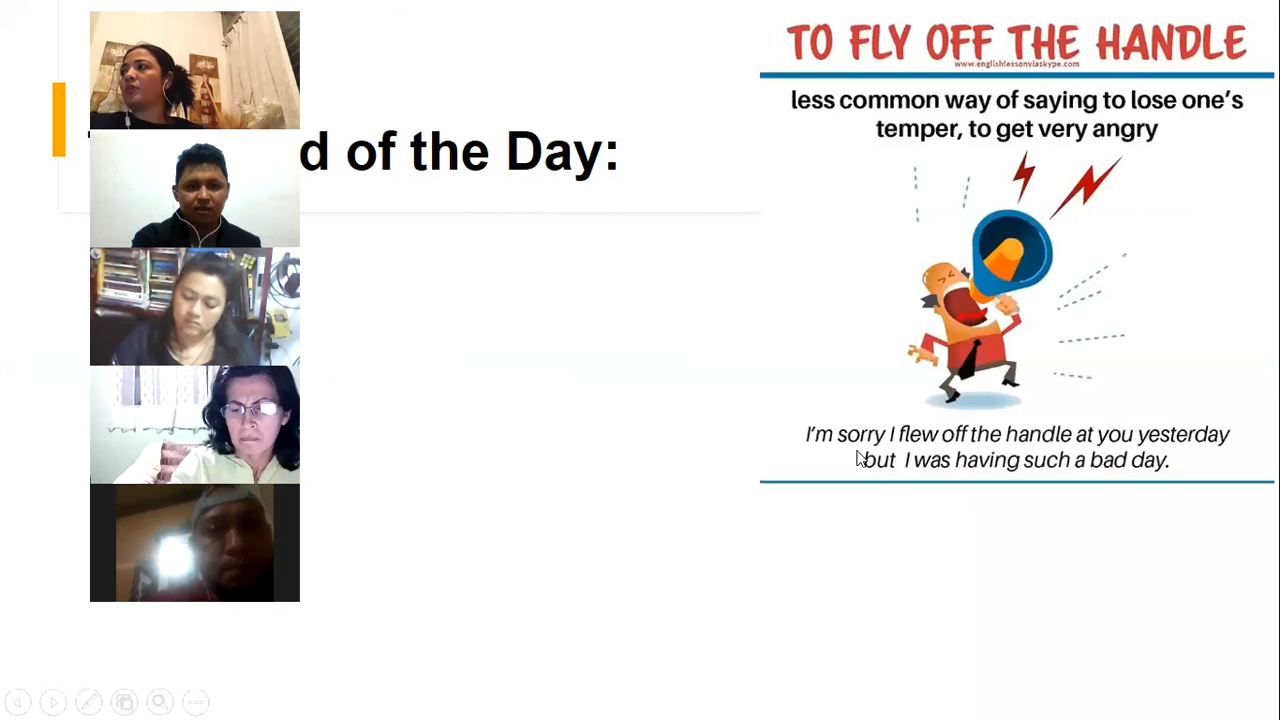 d of the Day:
TO FLY OFF THE HANDLE
www.englishlessonviaskype.com
less common way of saying to lose one's
temper, to get very angry
I'm sorry I flew off the handle at you yesterday
but I was having such a bad day.